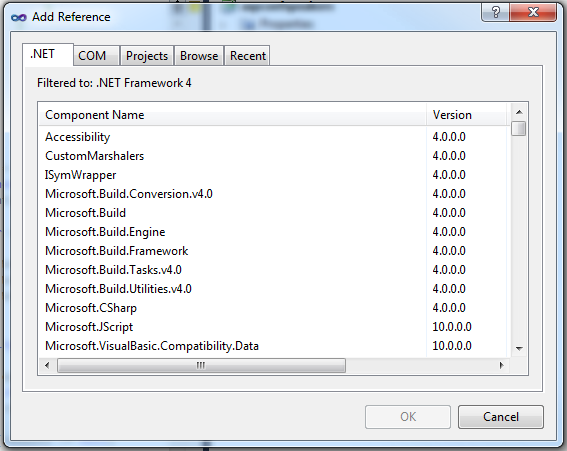 Add Reference
.NET COM Projects Browse Recent
Filtered to: .NET Framework 4
Component Name Version
Accessibility 4.0.0.0
CustomMarshalers 4.0.0.0
ISymWrapper 4.0.0.0
Microsoft.Build.Conversion.v4.0 4.0.0.0
Microsoft.Build 4.0.0.0
Microsoft.Build.Engine 4.0.0.0
Microsoft.Build.Framework 4.0.0.0
Microsoft.Build.Tasks.v4.0 4.0.0.0
Microsoft.Build.Utilities.v4.0 4.0.0.0
Microsoft.CSharp 4.0.0.0
Microsoft.JScript 10.0.0.0
Microsoft.VisualBasic.Compatibility.Data 10.0.0.0
OK Cancel